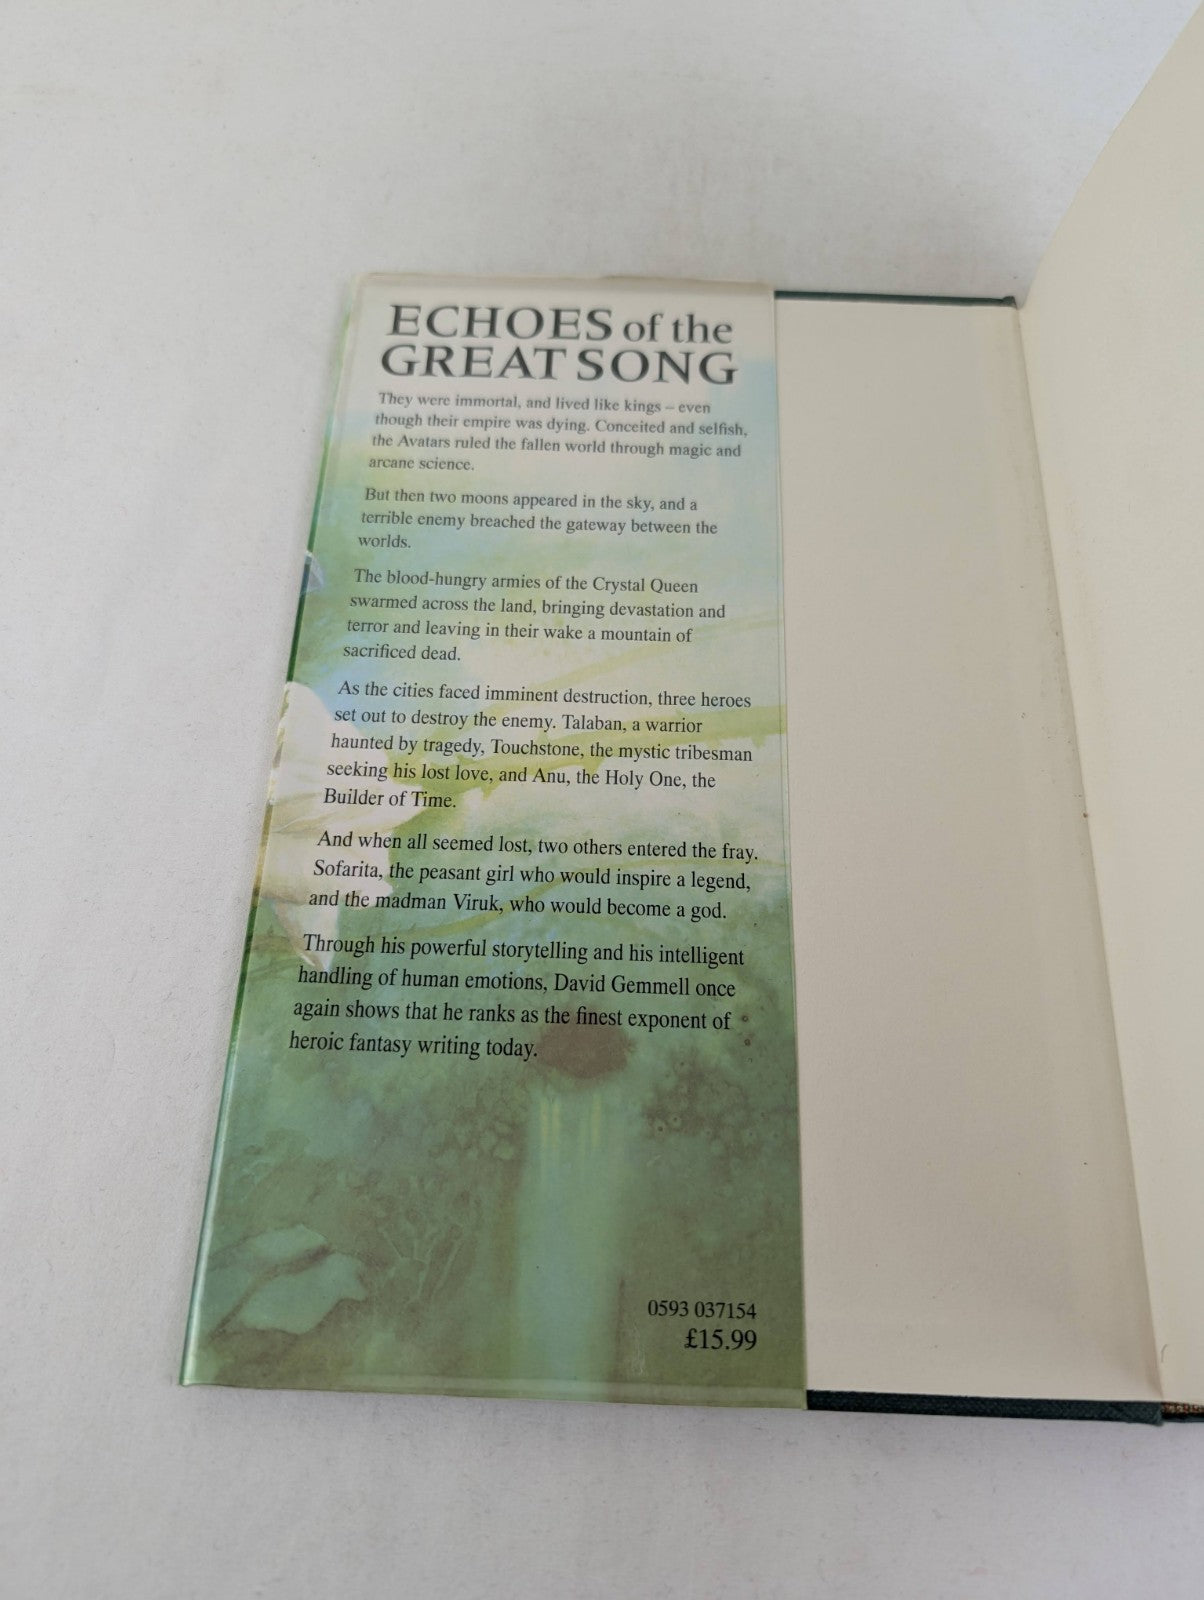 ECHOES of the
GREAT SONG
They were immortal, and lived like kings – even
though their empire was dying. Conceited and selfish,
the Avatars ruled the fallen world through magic and
arcane science.
But then two moons appeared in the sky, and a
terrible enemy breached the gateway between the
worlds.
The blood-hungry armies of the Crystal Queen
swarmed across the land, bringing devastation and
terror and leaving in their wake a mountain of
sacrificed dead.
As the cities faced imminent destruction, three heroes
set out to destroy the enemy. Talaban, a warrior
haunted by tragedy, Touchstone, the mystic tribesman
seeking his lost love, and Anu, the Holy One, the
Builder of Time.
And when all seemed lost, two others entered the fray.
Sofarita, the peasant girl who would inspire a legend,
and the madman Viruk, who would become a god.
Through his powerful storytelling and his intelligent
handling of human emotions, David Gemmell once
again shows that he ranks as the finest exponent of
heroic fantasy writing today.
0593 037154
£15.99